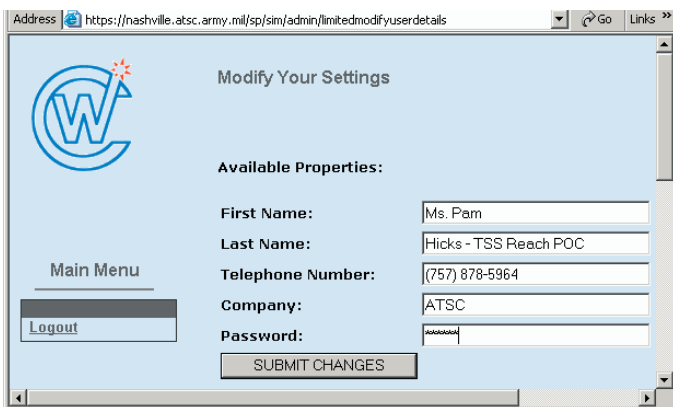 Address https://nashville.atsc.army.mil/sp/sim/admin/limitedmodifyuserdetails Go Links »
CW
Modify Your Settings
Available Properties:
First Name: Ms. Pam
Last Name: Hicks - TSS Reach POC
Main Menu
Telephone Number: (757) 878-5964
Company: ATSC
Logout
Password: ******
SUBMIT CHANGES